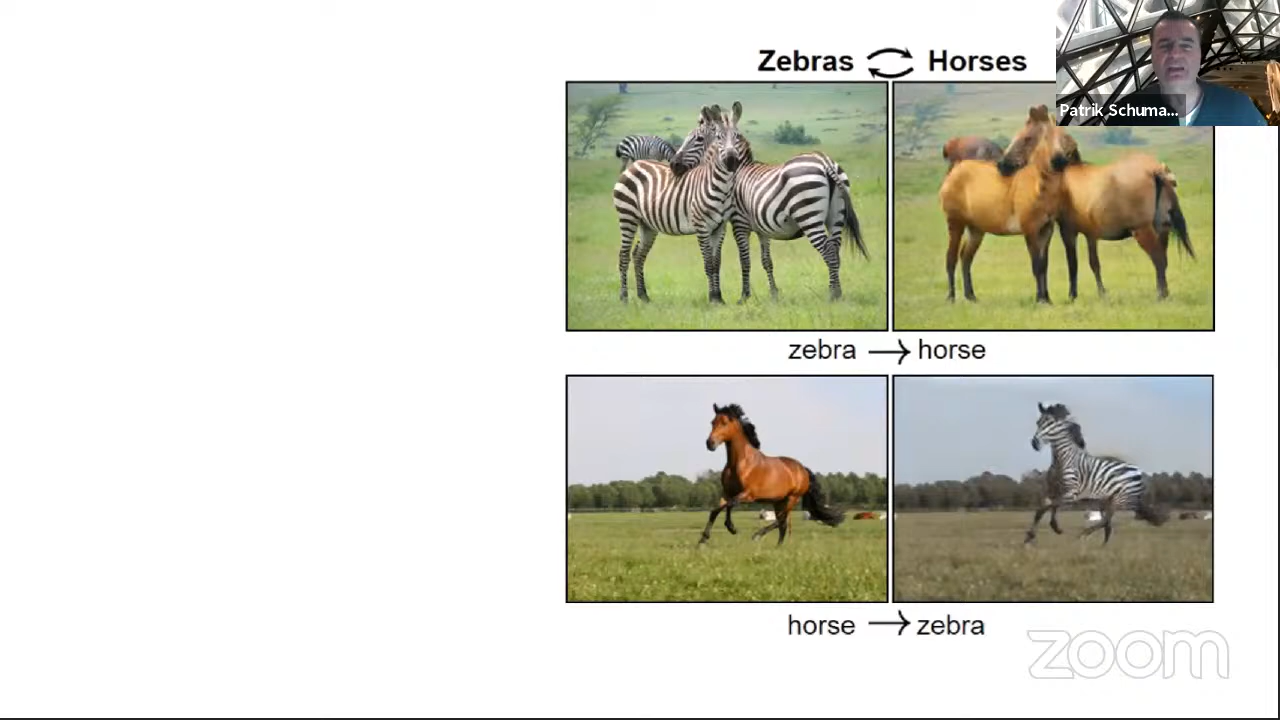 Zebras Horses
Patrik Schuma...
zebra → horse
horse → zebra
zoom